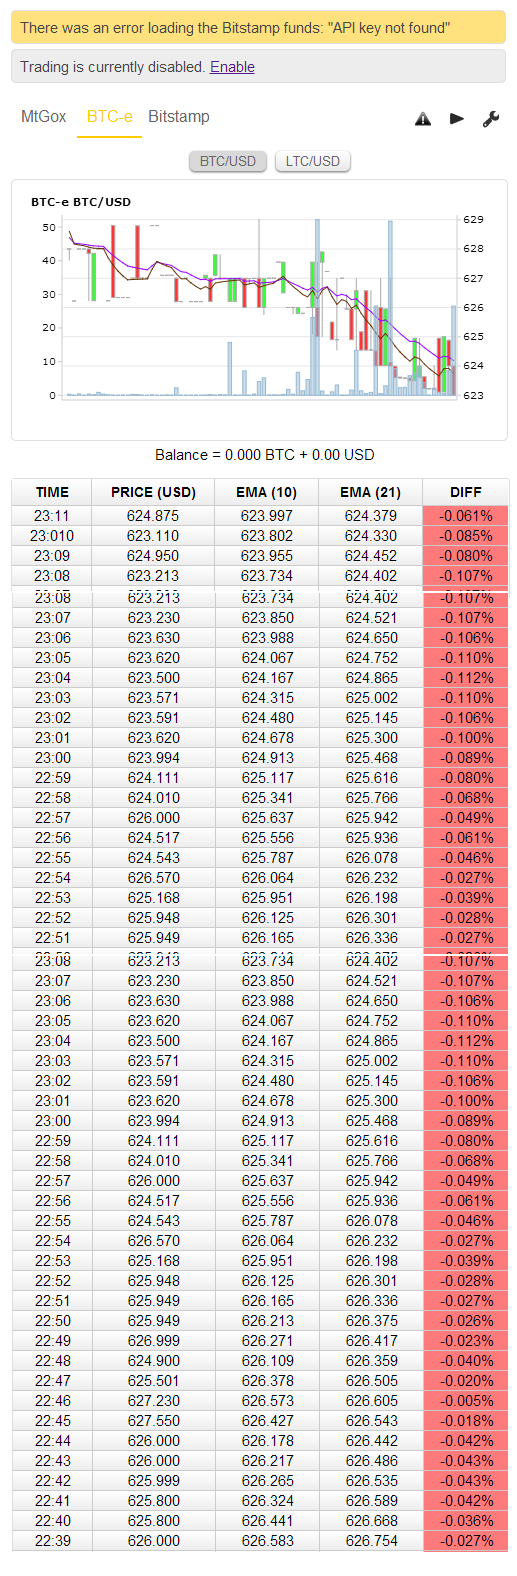 There was an error loading the Bitstamp funds: "API key not found"
Trading is currently disabled. Enable
MtGox BTC-e Bitstamp
BTC/USD LTC/USD
BTC-e BTC/USD
50 40 30 20 10 0
629 628 627 626 625 624 623
Balance = 0.000 BTC + 0.00 USD
TIME PRICE (USD) EMA (10) EMA (21) DIFF
23:11 624.875 623.997 624.379 -0.061%
23:010 623.110 623.802 624.330 -0.085%
23:09 624.950 623.955 624.452 -0.080%
23:08 623.213 623.734 624.402 -0.107%
23:08 623.213 623.734 624.402 -0.107%
23:07 623.230 623.850 624.521 -0.107%
23:06 623.630 623.988 624.650 -0.106%
23:05 623.620 624.067 624.752 -0.110%
23:04 623.500 624.167 624.865 -0.112%
23:03 623.571 624.315 625.002 -0.110%
23:02 623.591 624.480 625.145 -0.106%
23:01 623.620 624.678 625.300 -0.100%
23:00 623.994 624.913 625.468 -0.089%
22:59 624.111 625.117 625.616 -0.080%
22:58 624.010 625.341 625.766 -0.068%
22:57 626.000 625.637 625.942 -0.049%
22:56 624.517 625.556 625.936 -0.061%
22:55 624.543 625.787 626.078 -0.046%
22:54 626.570 626.064 626.232 -0.027%
22:53 625.168 625.951 626.198 -0.039%
22:52 625.948 626.125 626.301 -0.028%
22:51 625.949 626.165 626.336 -0.027%
23:08 623.213 623.734 624.402 -0.107%
23:07 623.230 623.850 624.521 -0.107%
23:06 623.630 623.988 624.650 -0.106%
23:05 623.620 624.067 624.752 -0.110%
23:04 623.500 624.167 624.865 -0.112%
23:03 623.571 624.315 625.002 -0.110%
23:02 623.591 624.480 625.145 -0.106%
23:01 623.620 624.678 625.300 -0.100%
23:00 623.994 624.913 625.468 -0.089%
22:59 624.111 625.117 625.616 -0.080%
22:58 624.010 625.341 625.766 -0.068%
22:57 626.000 625.637 625.942 -0.049%
22:56 624.517 625.556 625.936 -0.061%
22:55 624.543 625.787 626.078 -0.046%
22:54 626.570 626.064 626.232 -0.027%
22:53 625.168 625.951 626.198 -0.039%
22:52 625.948 626.125 626.301 -0.028%
22:51 625.949 626.165 626.336 -0.027%
22:50 625.949 626.213 626.375 -0.026%
22:49 626.999 626.271 626.417 -0.023%
22:48 624.900 626.109 626.359 -0.040%
22:47 625.501 626.378 626.505 -0.020%
22:46 627.230 626.573 626.605 -0.005%
22:45 627.550 626.427 626.543 -0.018%
22:44 626.000 626.178 626.442 -0.042%
22:43 626.000 626.217 626.486 -0.043%
22:42 625.999 626.265 626.535 -0.043%
22:41 625.800 626.324 626.589 -0.042%
22:40 625.800 626.441 626.668 -0.036%
22:39 626.000 626.583 626.754 -0.027%